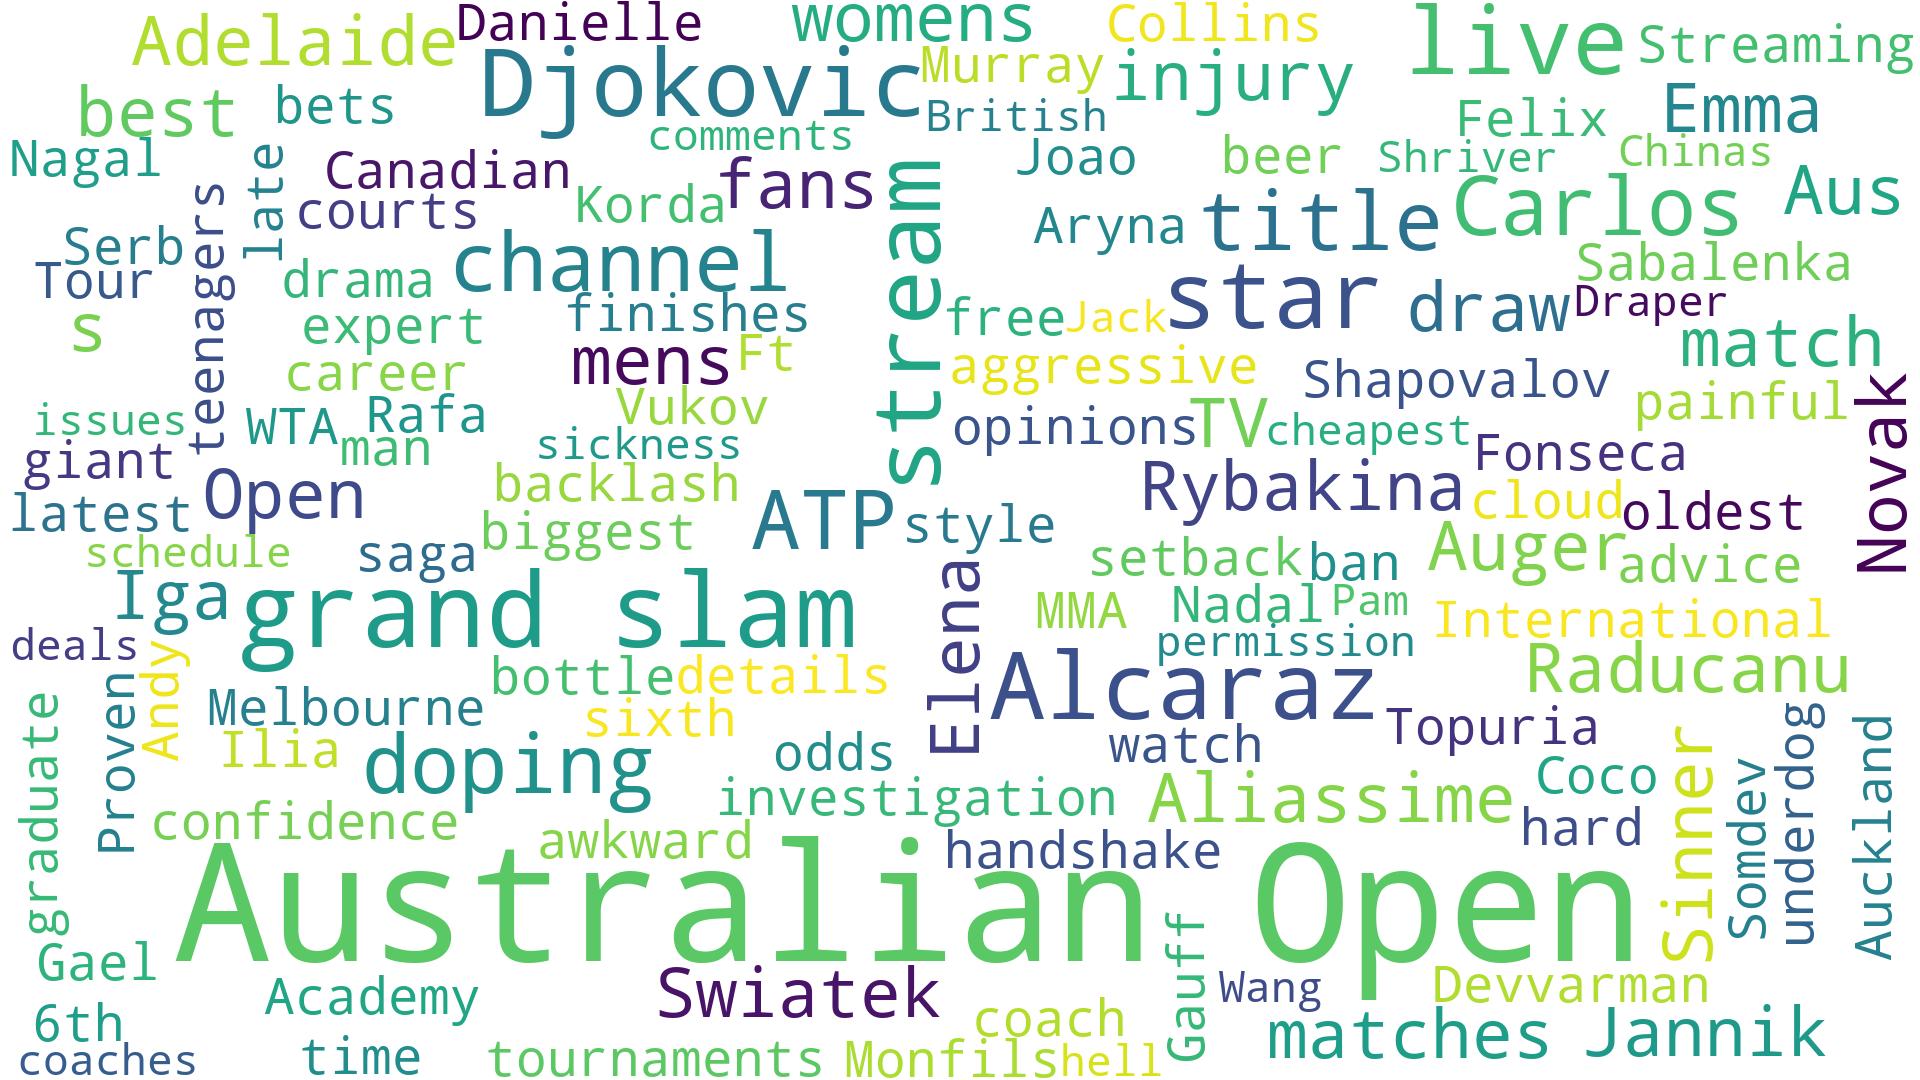 Adelaide
Danielle
womens
Collins
live
Streaming
Djokovic
Murray
injury
best
bets
British
Felix
Emma
comments
Nagal
late
Canadian
fans
Joao
beer
Shriver
Chinas
teenagers
courts
Korda
stream
Aryna
title
Carlos
Aus
Serb
Tour
drama
channel
star
draw
Sabalenka
Draper
s
expert
finishes
free
Jack
match
career
mens
Ft
aggressive
Shapovalov
painful
Novak
issues
WTA
Rafa
man
Vukov
opinions
TV
cheapest
giant
sickness
Fonseca
latest
Open
backlash
ATP
style
Rybakina
cloud
oldest
schedule
saga
biggest
Elena
setback
ban
Auger
advice
Iga
grand slam
MMA
Nadal
Pam
International
deals
Andy
Proven
bottle
details
permission
Alcaraz
Raducanu
graduate
Melbourne
sixth
Topuria
Ilia
doping
odds
watch
Coco
Sinner
Somdev
underdog
Auckland
confidence
investigation
Aliassime
hard
awkward
handshake
Australian Open
Gael
Academy
Swiatek
Gauff
Wang
Devvarman
6th
coach
matches
Jannik
coaches
time
tournaments
Monfils
hell